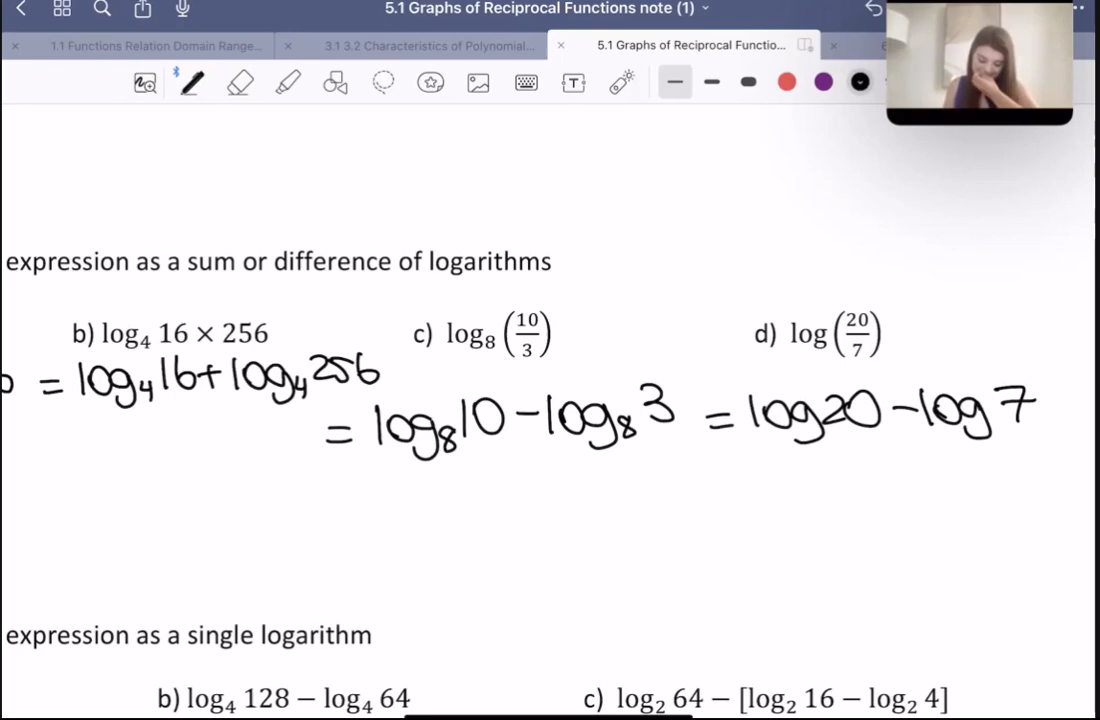 5.1 Graphs of Reciprocal Functions note (1)
1.1 Functions Relation Domain Range... 3.1 3.2 Characteristics of Polynomial... 5.1 Graphs of Reciprocal Functio...
expression as a sum or difference of logarithms
b) log₄ 16 × 256 c) log₈ (10/3) d) log (20/7)
= log₄16 + log₄256
= log₈10 - log₈3 = log20 - log7
expression as a single logarithm
b) log₄ 128 − log₄ 64 c) log₂ 64 − [log₂ 16 − log₂ 4]